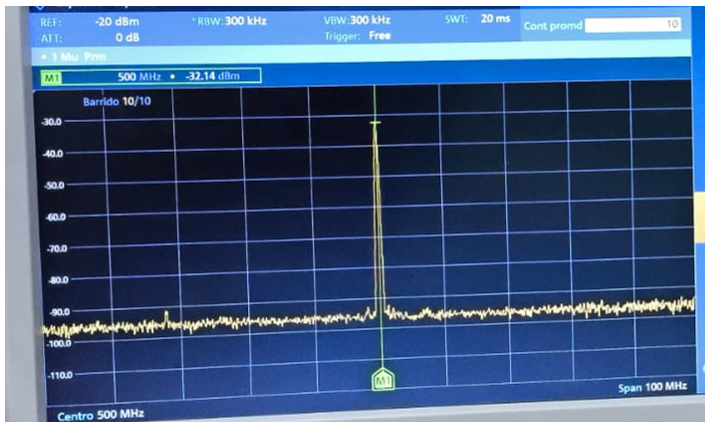 REF: -20 dBm * RBW: 300 kHz VBW: 300 kHz SWT: 20 ms Cont promd 10
ATT: 0 dB Trigger: Free
1 Mu Prm
M1 500 MHz • -32.14 dBm
Barrido 10/10
-30.0
-40.0
-50.0
-60.0
-70.0
-80.0
-90.0
-100.0
-110.0
M1
Centro 500 MHz Span 100 MHz